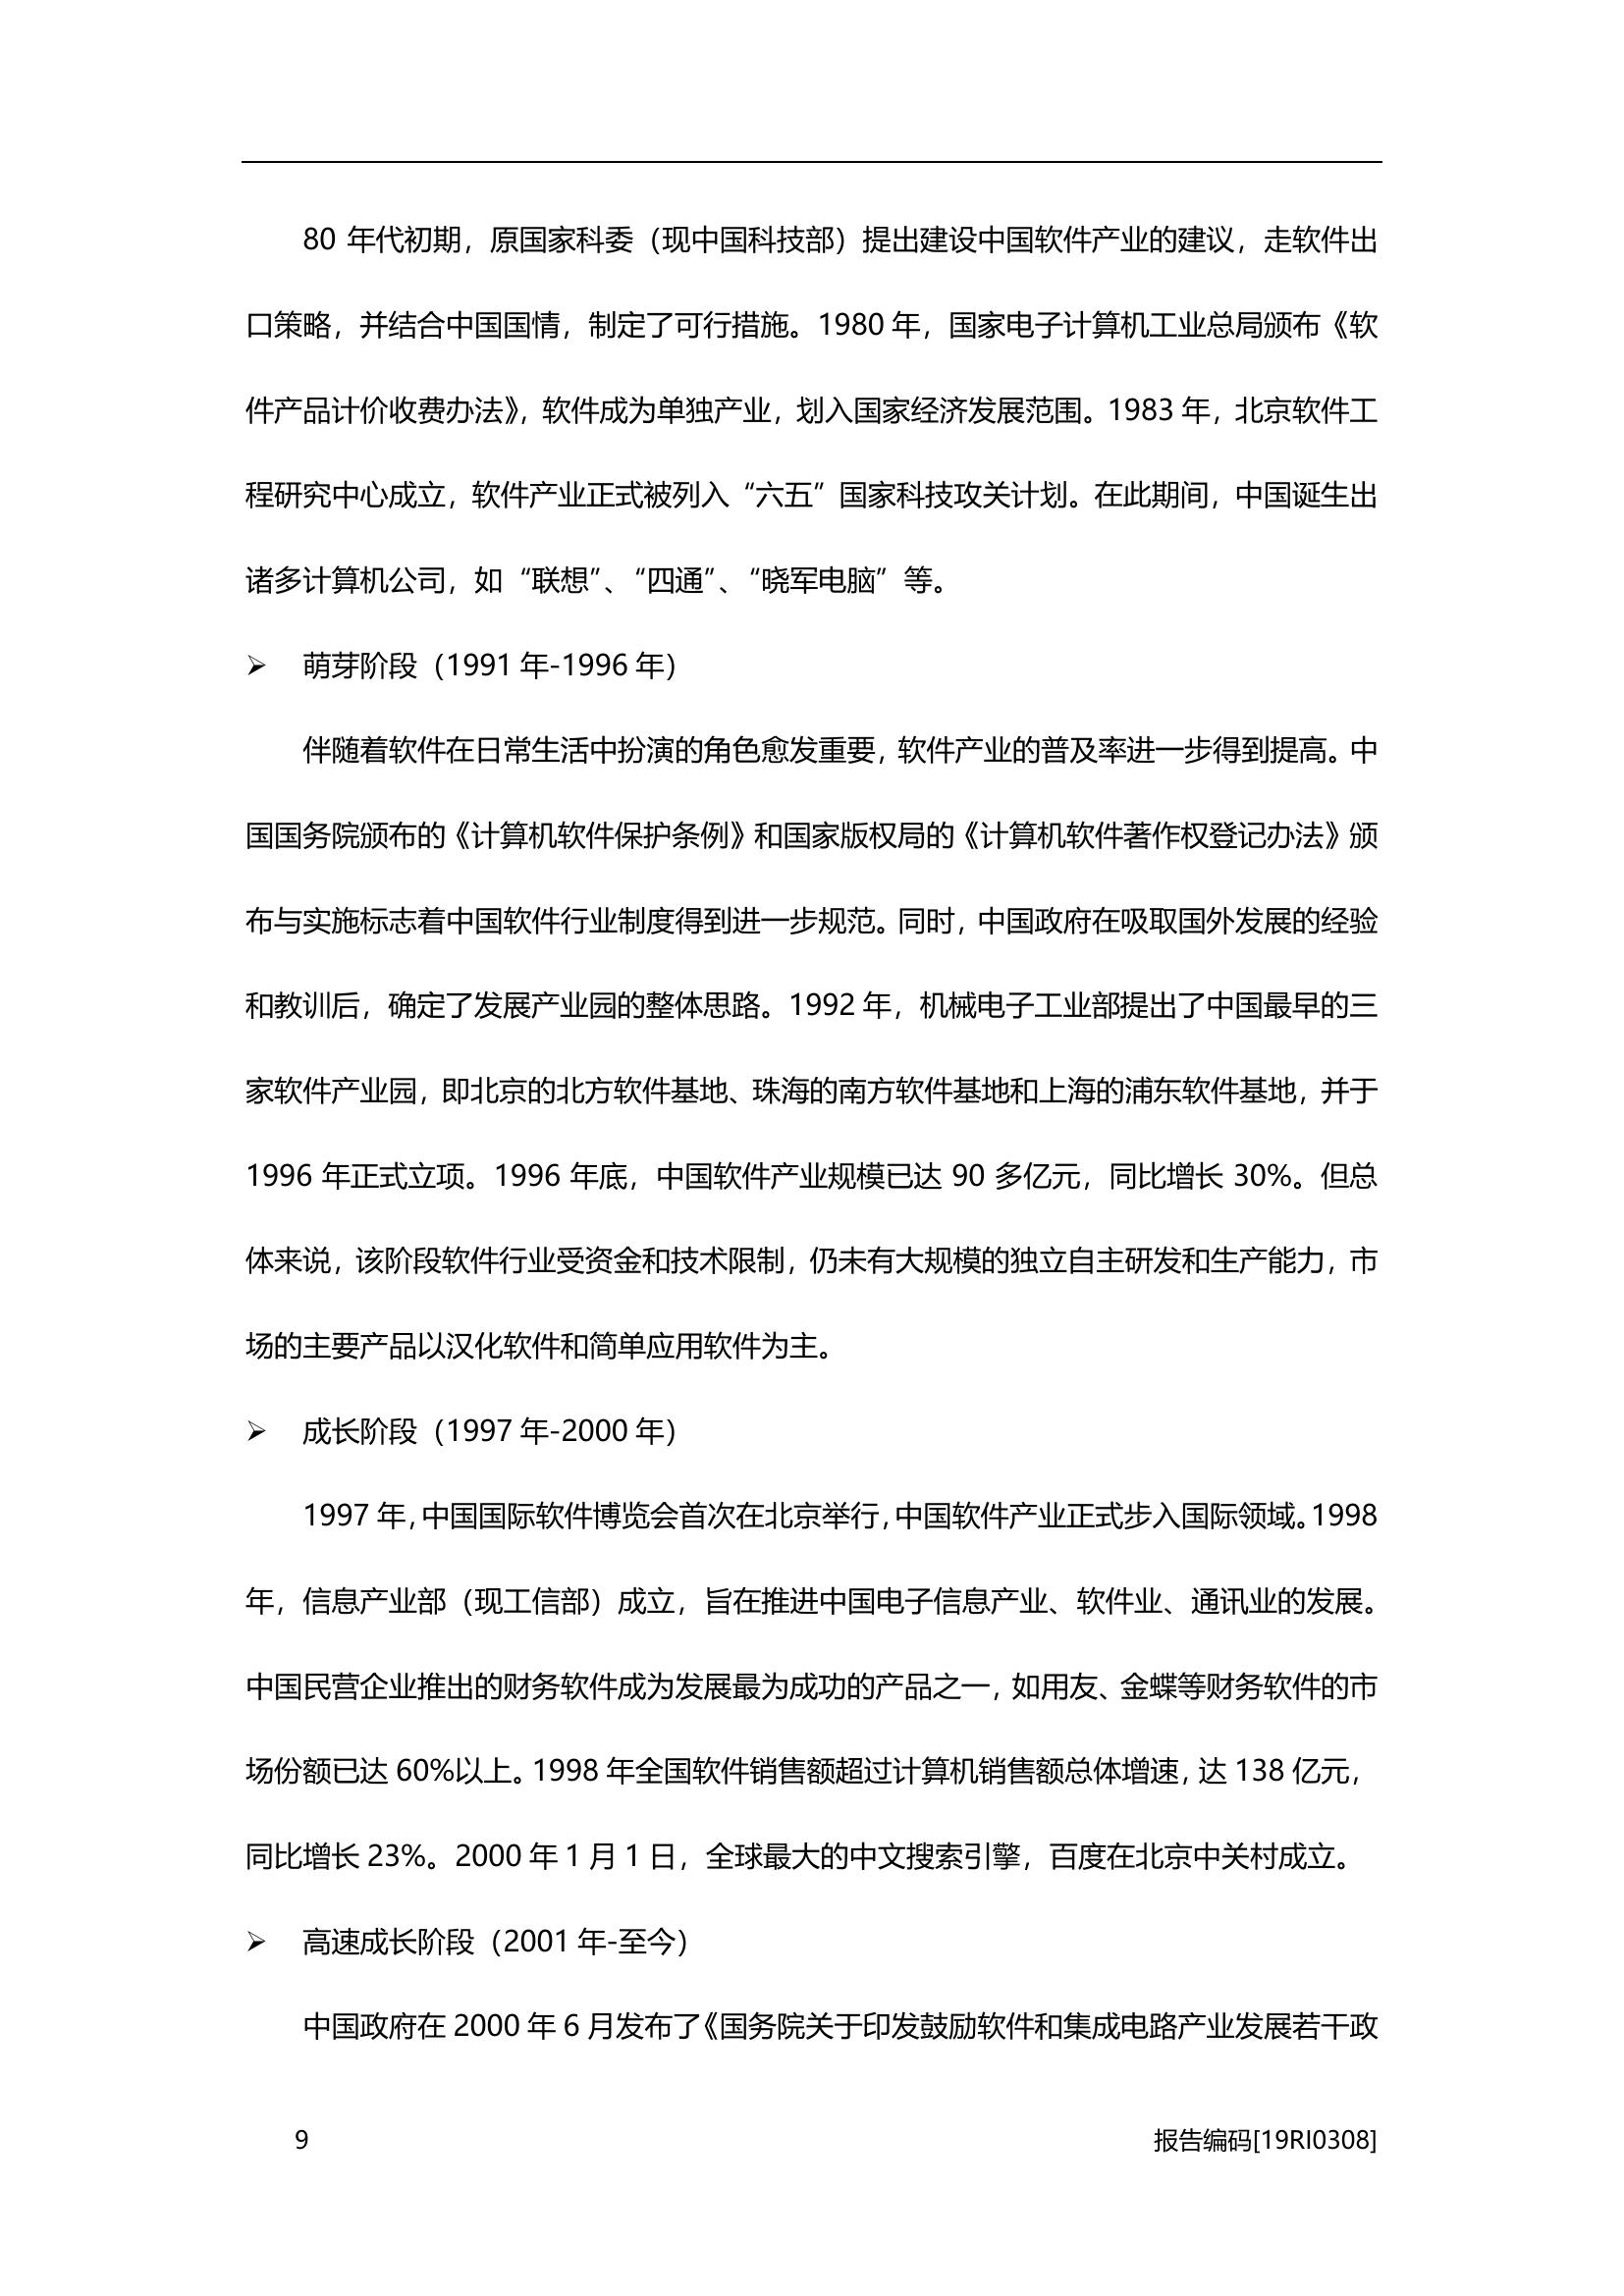 80 年代初期，原国家科委（现中国科技部）提出建设中国软件产业的建议，走软件出
口策略，并结合中国国情，制定了可行措施。1980 年，国家电子计算机工业总局颁布《软
件产品计价收费办法》，软件成为单独产业，划入国家经济发展范围。1983 年，北京软件工
程研究中心成立，软件产业正式被列入“六五”国家科技攻关计划。在此期间，中国诞生出
诸多计算机公司，如“联想”、“四通”、“晓军电脑”等。
➢ 萌芽阶段（1991 年-1996 年）
伴随着软件在日常生活中扮演的角色愈发重要，软件产业的普及率进一步得到提高。中
国国务院颁布的《计算机软件保护条例》和国家版权局的《计算机软件著作权登记办法》颁
布与实施标志着中国软件行业制度得到进一步规范。同时，中国政府在吸取国外发展的经验
和教训后，确定了发展产业园的整体思路。1992 年，机械电子工业部提出了中国最早的三
家软件产业园，即北京的北方软件基地、珠海的南方软件基地和上海的浦东软件基地，并于
1996 年正式立项。1996 年底，中国软件产业规模已达 90 多亿元，同比增长 30%。但总
体来说，该阶段软件行业受资金和技术限制，仍未有大规模的独立自主研发和生产能力，市
场的主要产品以汉化软件和简单应用软件为主。
➢ 成长阶段（1997 年-2000 年）
1997 年，中国国际软件博览会首次在北京举行，中国软件产业正式步入国际领域。1998
年，信息产业部（现工信部）成立，旨在推进中国电子信息产业、软件业、通讯业的发展。
中国民营企业推出的财务软件成为发展最为成功的产品之一，如用友、金蝶等财务软件的市
场份额已达 60%以上。1998 年全国软件销售额超过计算机销售额总体增速，达 138 亿元，
同比增长 23%。2000 年 1 月 1 日，全球最大的中文搜索引擎，百度在北京中关村成立。
➢ 高速成长阶段（2001 年-至今）
中国政府在 2000 年 6 月发布了《国务院关于印发鼓励软件和集成电路产业发展若干政
9 报告编码[19RI0308]